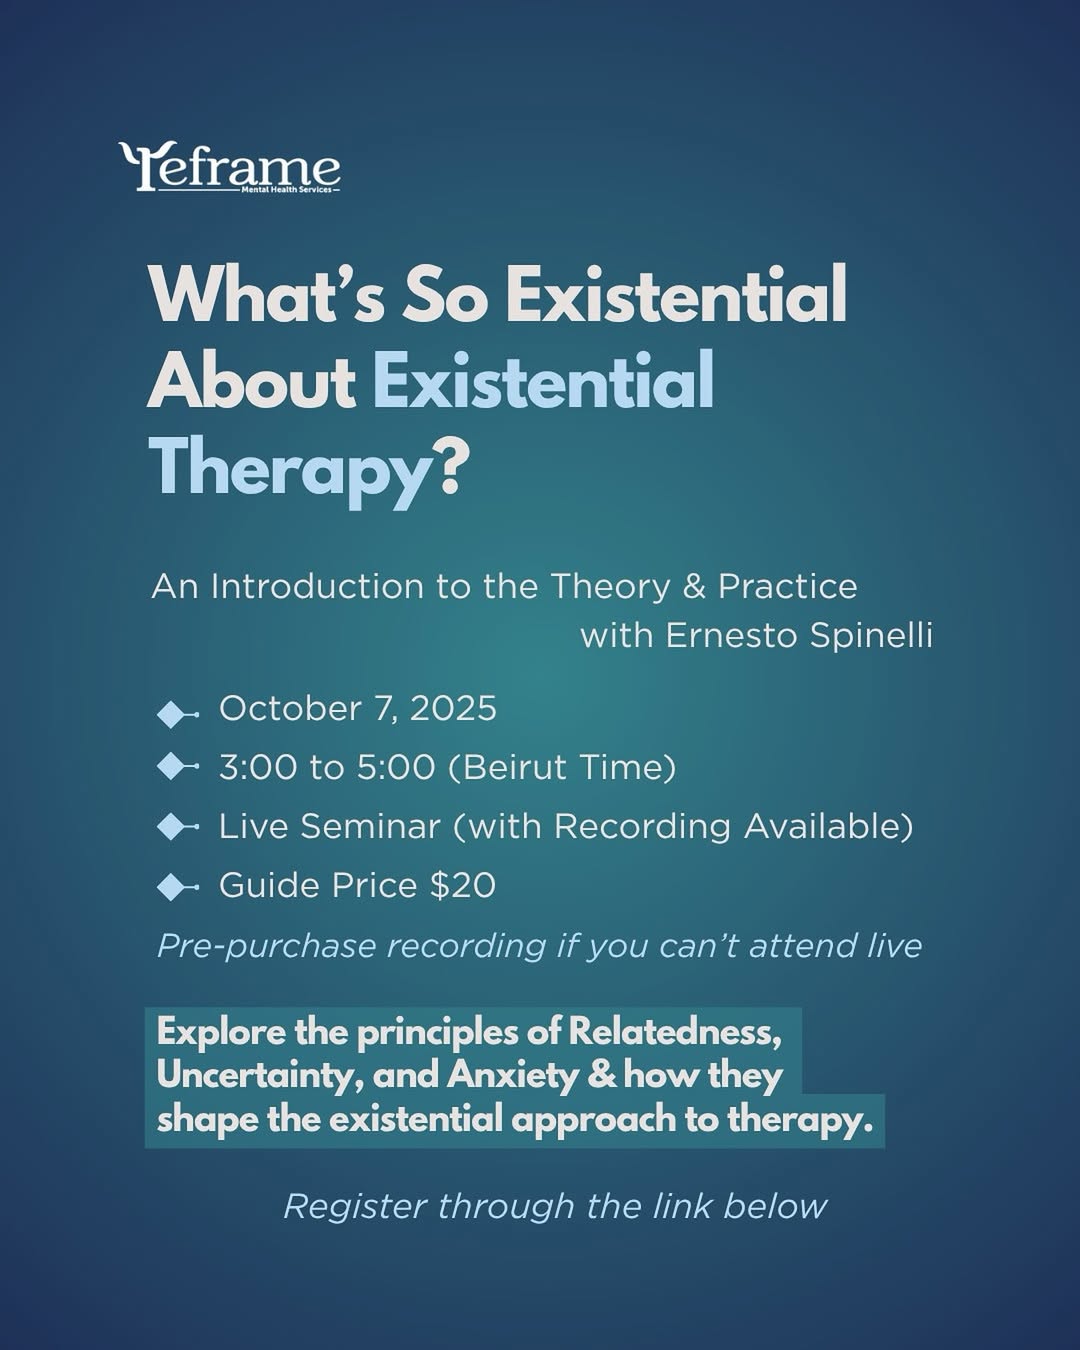 Reframe
Mental Health Services
What’s So Existential
About Existential
Therapy?
An Introduction to the Theory & Practice
with Ernesto Spinelli
October 7, 2025
3:00 to 5:00 (Beirut Time)
Live Seminar (with Recording Available)
Guide Price $20
Pre-purchase recording if you can’t attend live
Explore the principles of Relatedness,
Uncertainty, and Anxiety & how they
shape the existential approach to therapy.
Register through the link below